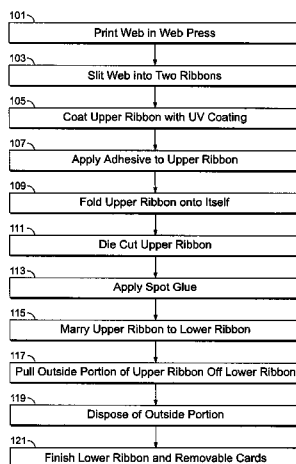 101
Print Web in Web Press
103
Slit Web into Two Ribbons
105
Coat Upper Ribbon with UV Coating
107
Apply Adhesive to Upper Ribbon
109
Fold Upper Ribbon onto Itself
111
Die Cut Upper Ribbon
113
Apply Spot Glue
115
Marry Upper Ribbon to Lower Ribbon
117
Pull Outside Portion of Upper Ribbon Off Lower Ribbon
119
Dispose of Outside Portion
121
Finish Lower Ribbon and Removable Cards